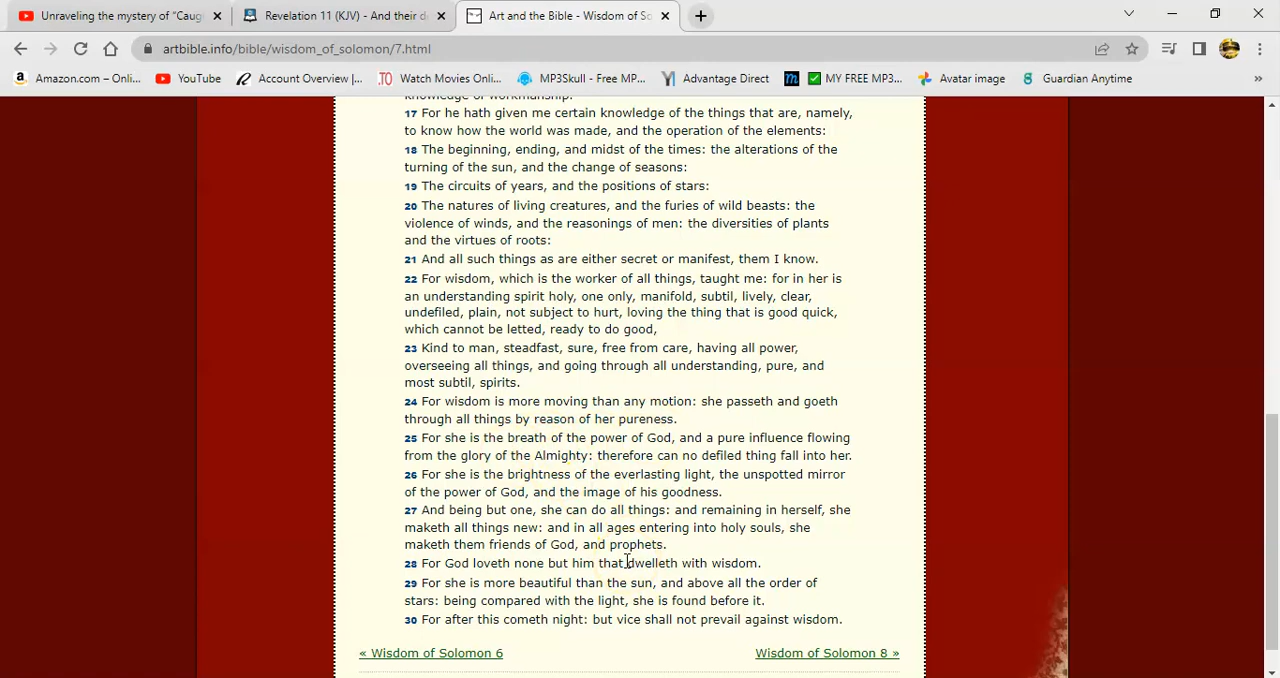 Unraveling the mystery of "Caug
Revelation 11 (KJV) - And their d
Art and the Bible - Wisdom of So
artbible.info/bible/wisdom_of_solomon/7.html
Amazon.com – Onli...
YouTube
Account Overview |...
Watch Movies Onlin...
MP3Skull - Free MP...
Advantage Direct
MY FREE MP3...
Avatar image
Guardian Anytime
»
knowledge of workmanship.
17 For he hath given me certain knowledge of the things that are, namely,
to know how the world was made, and the operation of the elements:
18 The beginning, ending, and midst of the times: the alterations of the
turning of the sun, and the change of seasons:
19 The circuits of years, and the positions of stars:
20 The natures of living creatures, and the furies of wild beasts: the
violence of winds, and the reasonings of men: the diversities of plants
and the virtues of roots:
21 And all such things as are either secret or manifest, them I know.
22 For wisdom, which is the worker of all things, taught me: for in her is
an understanding spirit holy, one only, manifold, subtil, lively, clear,
undefiled, plain, not subject to hurt, loving the thing that is good quick,
which cannot be letted, ready to do good,
23 Kind to man, steadfast, sure, free from care, having all power,
overseeing all things, and going through all understanding, pure, and
most subtil, spirits.
24 For wisdom is more moving than any motion: she passeth and goeth
through all things by reason of her pureness.
25 For she is the breath of the power of God, and a pure influence flowing
from the glory of the Almighty: therefore can no defiled thing fall into her.
26 For she is the brightness of the everlasting light, the unspotted mirror
of the power of God, and the image of his goodness.
27 And being but one, she can do all things: and remaining in herself, she
maketh all things new: and in all ages entering into holy souls, she
maketh them friends of God, and prophets.
28 For God loveth none but him that dwelleth with wisdom.
29 For she is more beautiful than the sun, and above all the order of
stars: being compared with the light, she is found before it.
30 For after this cometh night: but vice shall not prevail against wisdom.
« Wisdom of Solomon 6
Wisdom of Solomon 8 »